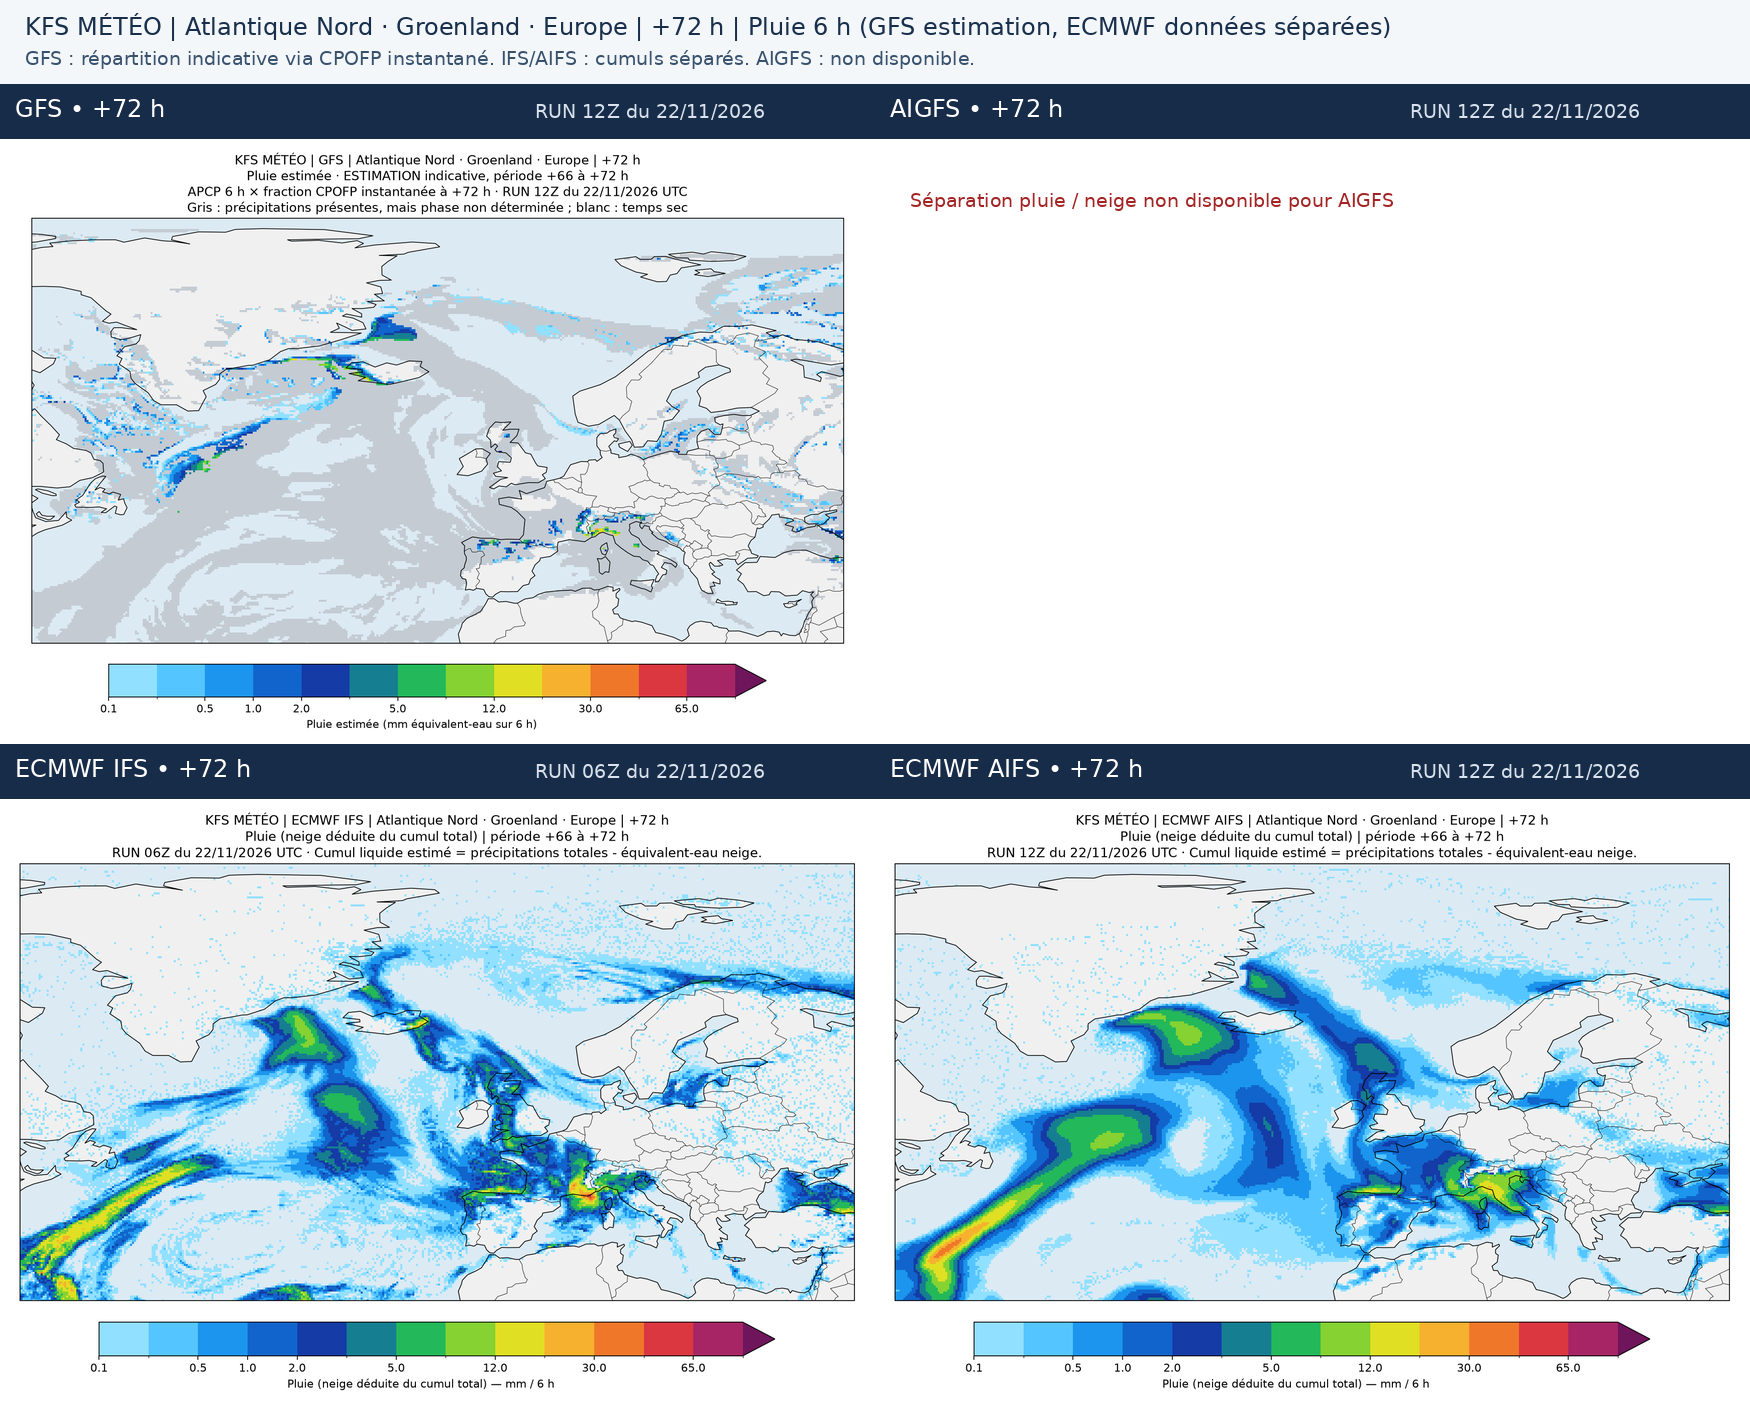 KFS MÉTÉO | Atlantique Nord · Groenland · Europe | +72 h | Pluie 6 h (GFS estimation, ECMWF données séparées)
GFS : répartition indicative via CPOFP instantané. IFS/AIFS : cumuls séparés. AIGFS : non disponible.
GFS • +72 h
RUN 12Z du 22/11/2026
AIGFS • +72 h
RUN 12Z du 22/11/2026
KFS MÉTÉO | GFS | Atlantique Nord · Groenland · Europe | +72 h
Pluie estimée · ESTIMATION indicative, période +66 à +72 h
APCP 6 h × fraction CPOFP instantanée à +72 h · RUN 12Z du 22/11/2026 UTC
Gris : précipitations présentes, mais phase non déterminée ; blanc : temps sec
Séparation pluie / neige non disponible pour AIGFS
0.1 0.5 1.0 2.0 5.0 12.0 30.0 65.0
Pluie estimée (mm équivalent-eau sur 6 h)
ECMWF IFS • +72 h
RUN 06Z du 22/11/2026
ECMWF AIFS • +72 h
RUN 12Z du 22/11/2026
KFS MÉTÉO | ECMWF IFS | Atlantique Nord · Groenland · Europe | +72 h
Pluie (neige déduite du cumul total) | période +66 à +72 h
RUN 06Z du 22/11/2026 UTC · Cumul liquide estimé = précipitations totales - équivalent-eau neige.
0.1 0.5 1.0 2.0 5.0 12.0 30.0 65.0
Pluie (neige déduite du cumul total) — mm / 6 h
KFS MÉTÉO | ECMWF AIFS | Atlantique Nord · Groenland · Europe | +72 h
Pluie (neige déduite du cumul total) | période +66 à +72 h
RUN 12Z du 22/11/2026 UTC · Cumul liquide estimé = précipitations totales - équivalent-eau neige.
0.1 0.5 1.0 2.0 5.0 12.0 30.0 65.0
Pluie (neige déduite du cumul total) — mm / 6 h